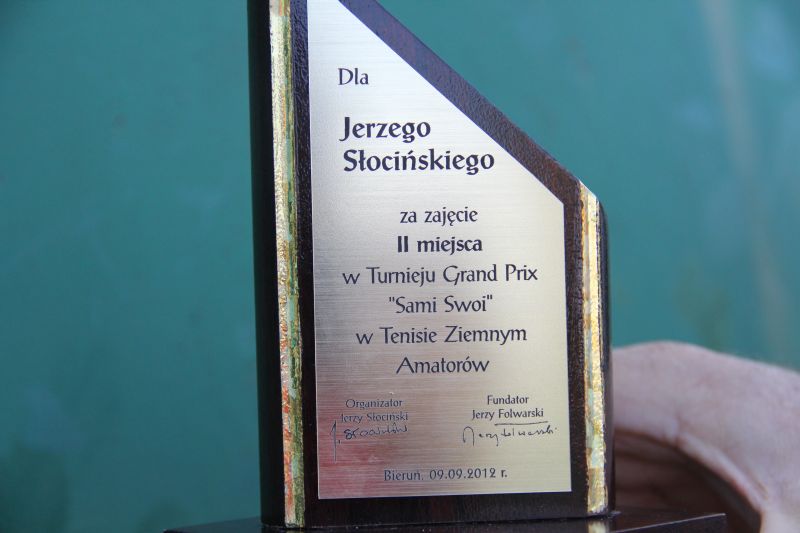 Dla
Jerzego
Słocińskiego
za zajęcie
II miejsca
w Turnieju Grand Prix
"Sami Swoi"
w Tenisie Ziemnym
Amatorów
Organizator
Jerzy Słociński
Fundator
Jerzy Folwarski
Bieruń, 09.09.2012 r.